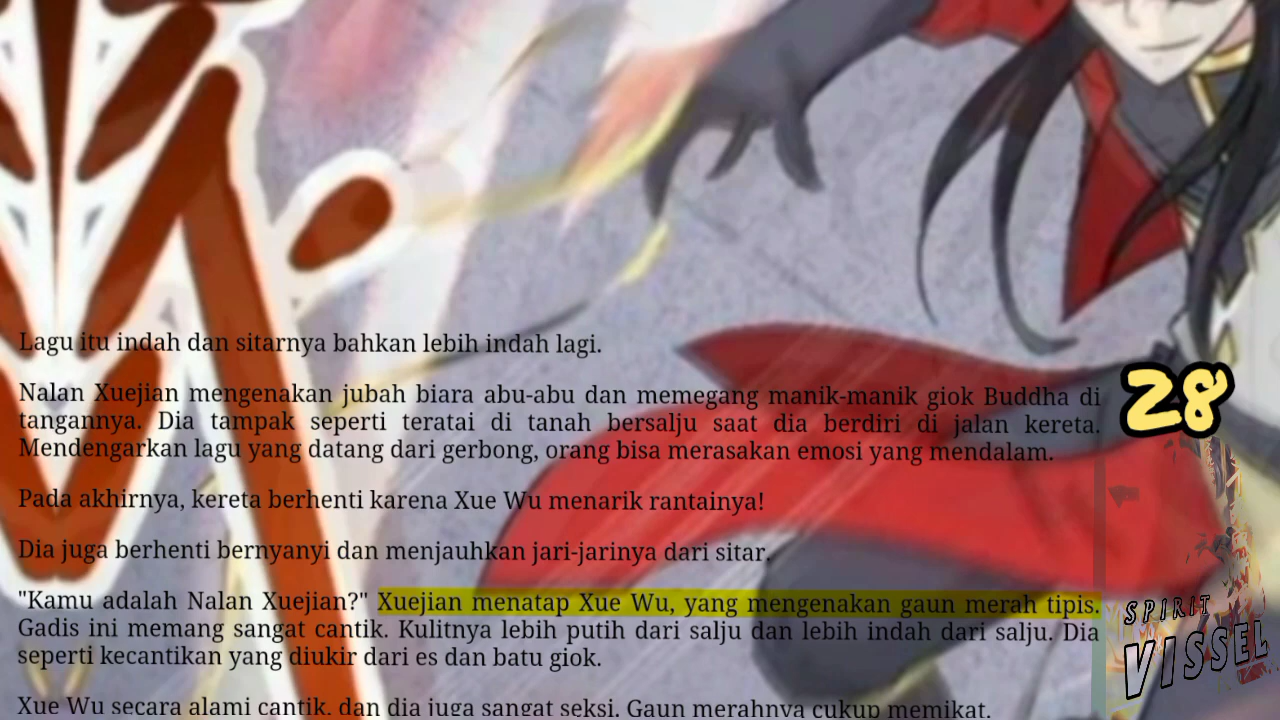 Lagu itu indah dan sitarnya bahkan lebih indah lagi.
Nalan Xuejian mengenakan jubah biara abu-abu dan memegang manik-manik giok Buddha di
tangannya. Dia tampak seperti teratai di tanah bersalju saat dia berdiri di jalan kereta.
Mendengarkan lagu yang datang dari gerbong, orang bisa merasakan emosi yang mendalam.
Pada akhirnya, kereta berhenti karena Xue Wu menarik rantainya!
Dia juga berhenti bernyanyi dan menjauhkan jari-jarinya dari sitar.
"Kamu adalah Nalan Xuejian?" Xuejian menatap Xue Wu, yang mengenakan gaun merah tipis.
Gadis ini memang sangat cantik. Kulitnya lebih putih dari salju dan lebih indah dari salju. Dia
seperti kecantikan yang diukir dari es dan batu giok.
Xue Wu secara alami cantik, dan dia juga sangat seksi. Gaun merahnya cukup memikat.
28
SPIRIT
VISSEL